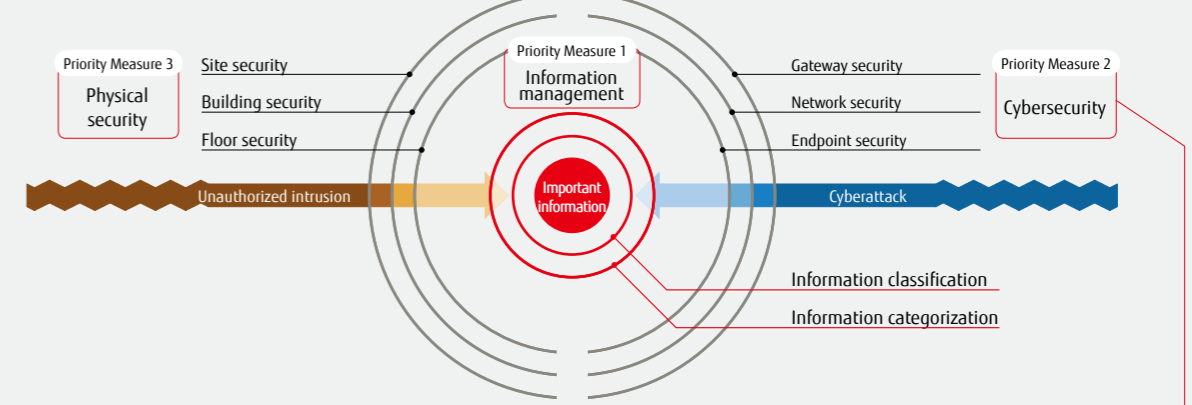 Priority Measure 3
Physical
security
Site security
Building security
Floor security
Priority Measure 1
Information
management
Gateway security
Network security
Endpoint security
Priority Measure 2
Cybersecurity
Unauthorized intrusion
Important
information
Cyberattack
Information classification
Information categorization